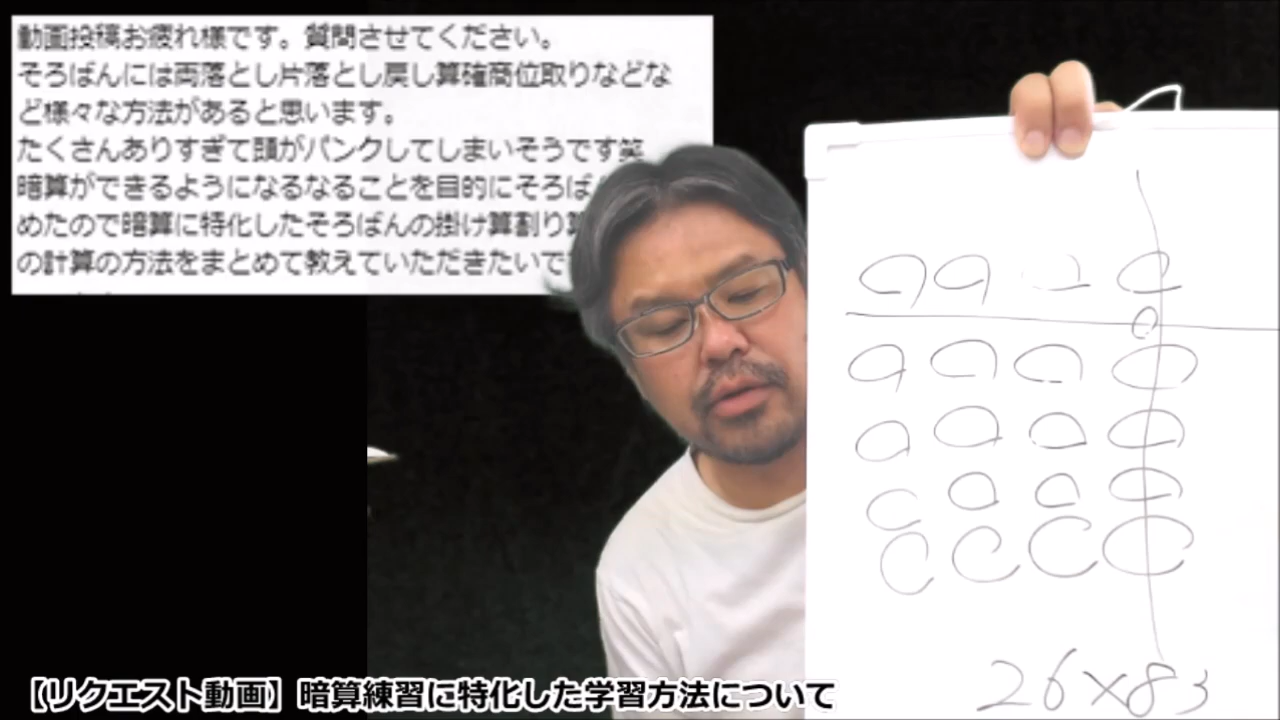 動画投稿お疲れ様です。質問させてください。
そろばんには両落とし片落とし戻し算確商位取りなどな
ど様々な方法があると思います。
たくさんありすぎて頭がパンクしてしまいそうです笑
暗算ができるようになるなることを目的にそろば
めたので暗算に特化したそろばんの掛け算割り算
の計算の方法をまとめて教えていただきたいで
26×83
【リクエスト動画】暗算練習に特化した学習方法について